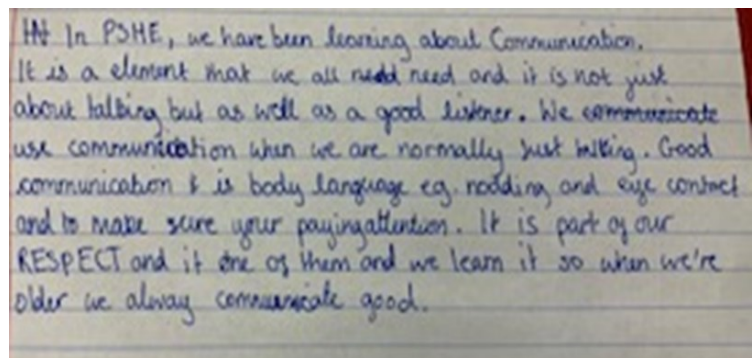 In PSHE, we have been learning about Communication.
It is a element that we all need and it is not just
about talking but as well as a good listener. We communicate
use communication when we are normally just talking. Good
communication is body language eg. nodding and eye contact
and to make sure your paying attention. It is part of our
RESPECT and it one of them and we learn it so when we're
older we alway communicate good.